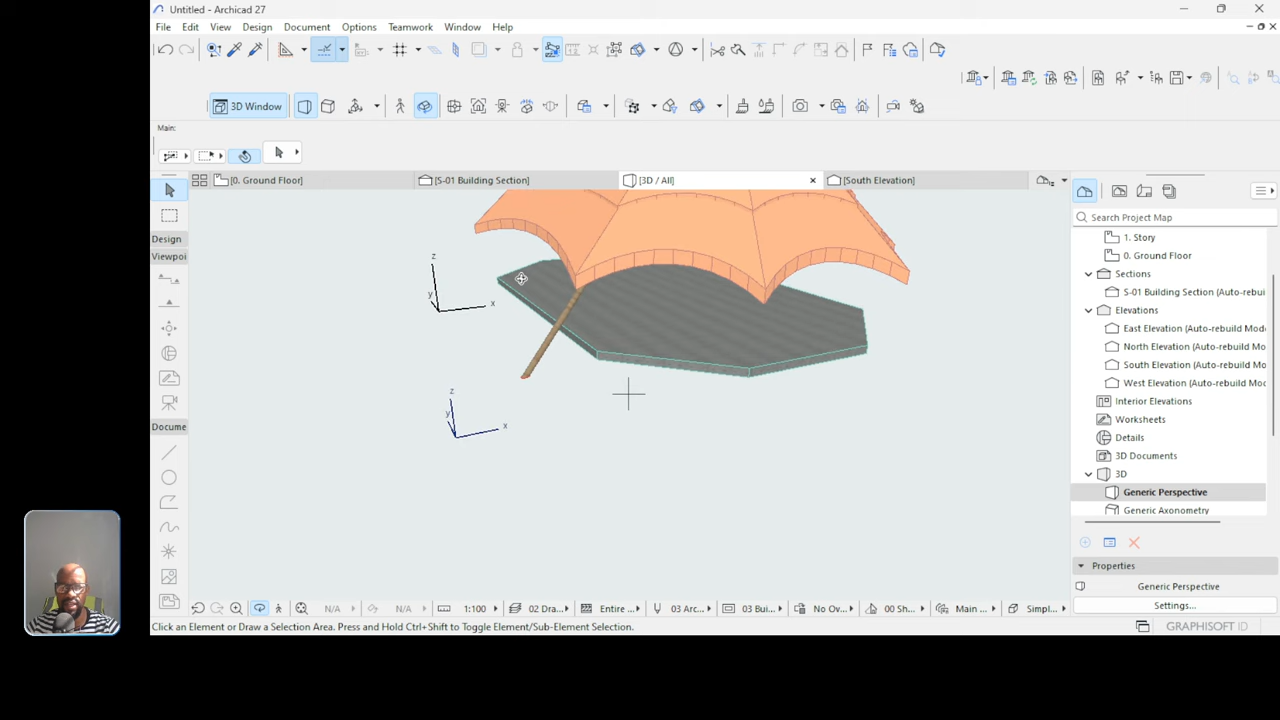 Untitled - Archicad 27
File Edit View Design Document Options Teamwork Window Help
3D Window
Main:
[0. Ground Floor]
[S-01 Building Section]
[3D / All]
[South Elevation]
Design
Viewpoi
Docume
z
y
x
z
y
x
Search Project Map
1. Story
0. Ground Floor
Sections
S-01 Building Section (Auto-rebui
Elevations
East Elevation (Auto-rebuild Mode
North Elevation (Auto-rebuild Mod
South Elevation (Auto-rebuild Mod
West Elevation (Auto-rebuild Mod
Interior Elevations
Worksheets
Details
3D Documents
3D
Generic Perspective
Generic Axonometry
Properties
Generic Perspective
Settings...
N/A N/A 1:100 02 Dra... Entire ... 03 Arc... 03 Bui... No Ov... 00 Sh... Main ... Simpl...
Click an Element or Draw a Selection Area. Press and Hold Ctrl+Shift to Toggle Element/Sub-Element Selection.
GRAPHISOFT ID